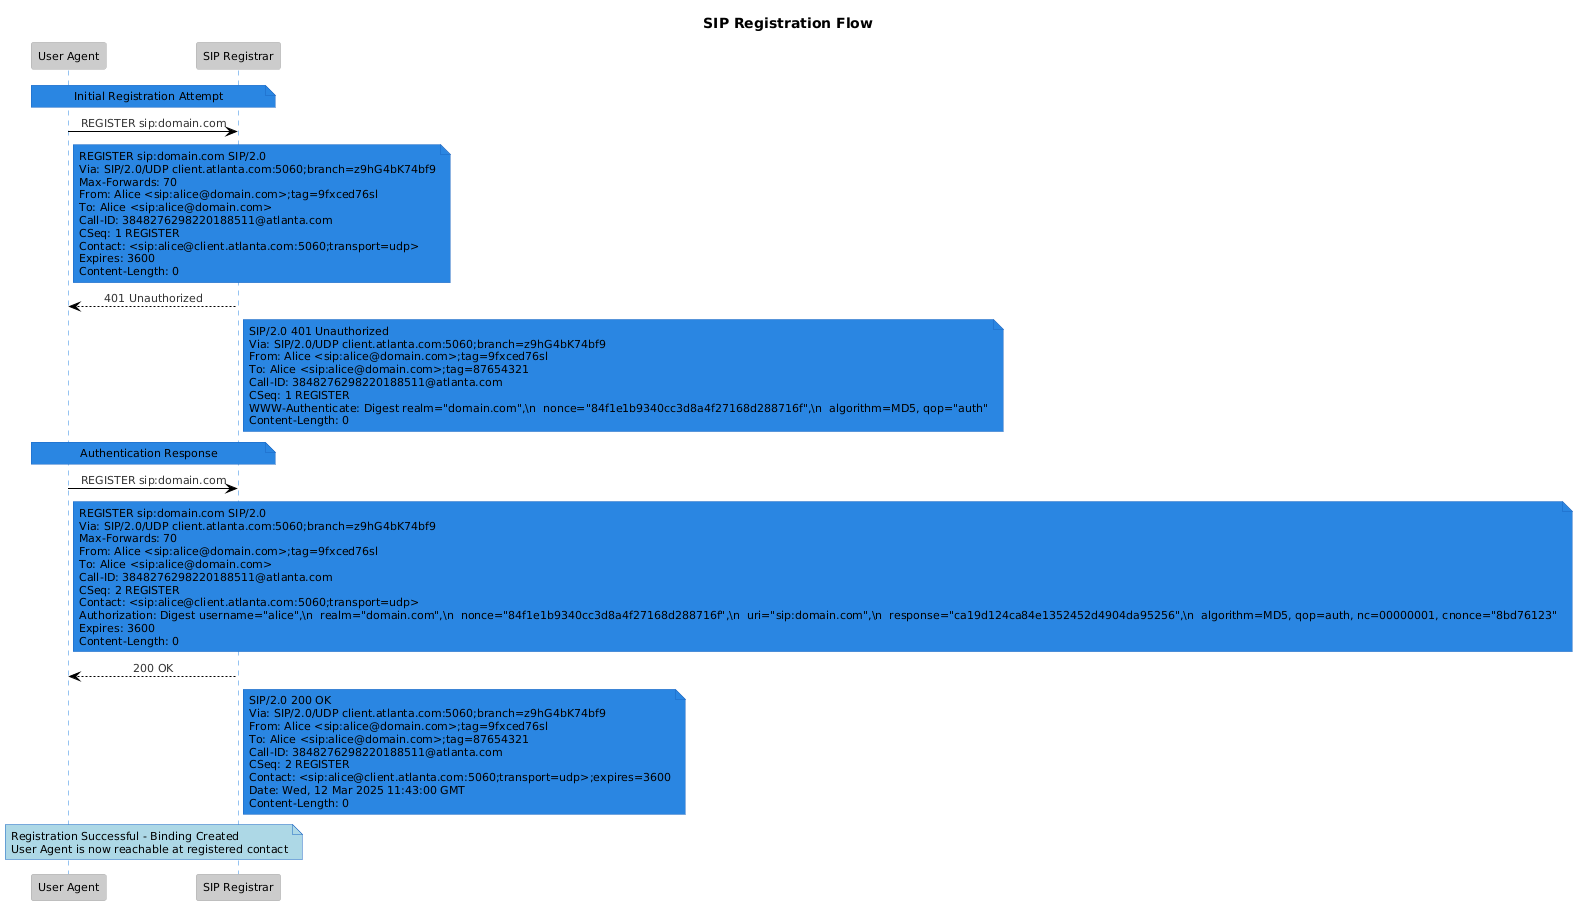 SIP Registration Flow
User Agent
SIP Registrar
Initial Registration Attempt
REGISTER sip:domain.com
REGISTER sip:domain.com SIP/2.0
Via: SIP/2.0/UDP client.atlanta.com:5060;branch=z9hG4bK74bf9
Max-Forwards: 70
From: Alice <sip:alice@domain.com>;tag=9fxced76sl
To: Alice <sip:alice@domain.com>
Call-ID: 3848276298220188511@atlanta.com
CSeq: 1 REGISTER
Contact: <sip:alice@client.atlanta.com:5060;transport=udp>
Expires: 3600
Content-Length: 0
401 Unauthorized
SIP/2.0 401 Unauthorized
Via: SIP/2.0/UDP client.atlanta.com:5060;branch=z9hG4bK74bf9
From: Alice <sip:alice@domain.com>;tag=9fxced76sl
To: Alice <sip:alice@domain.com>;tag=87654321
Call-ID: 3848276298220188511@atlanta.com
CSeq: 1 REGISTER
WWW-Authenticate: Digest realm="domain.com",\n  nonce="84f1e1b9340cc3d8a4f27168d288716f",\n  algorithm=MD5, qop="auth"
Content-Length: 0
Authentication Response
REGISTER sip:domain.com
REGISTER sip:domain.com SIP/2.0
Via: SIP/2.0/UDP client.atlanta.com:5060;branch=z9hG4bK74bf9
Max-Forwards: 70
From: Alice <sip:alice@domain.com>;tag=9fxced76sl
To: Alice <sip:alice@domain.com>
Call-ID: 3848276298220188511@atlanta.com
CSeq: 2 REGISTER
Contact: <sip:alice@client.atlanta.com:5060;transport=udp>
Authorization: Digest username="alice",\n  realm="domain.com",\n  nonce="84f1e1b9340cc3d8a4f27168d288716f",\n  uri="sip:domain.com",\n  response="ca19d124ca84e1352452d4904da95256",\n  algorithm=MD5, qop=auth, nc=00000001, cnonce="8bd76123"
Expires: 3600
Content-Length: 0
200 OK
SIP/2.0 200 OK
Via: SIP/2.0/UDP client.atlanta.com:5060;branch=z9hG4bK74bf9
From: Alice <sip:alice@domain.com>;tag=9fxced76sl
To: Alice <sip:alice@domain.com>;tag=87654321
Call-ID: 3848276298220188511@atlanta.com
CSeq: 2 REGISTER
Contact: <sip:alice@client.atlanta.com:5060;transport=udp>;expires=3600
Date: Wed, 12 Mar 2025 11:43:00 GMT
Content-Length: 0
Registration Successful - Binding Created
User Agent is now reachable at registered contact
User Agent
SIP Registrar